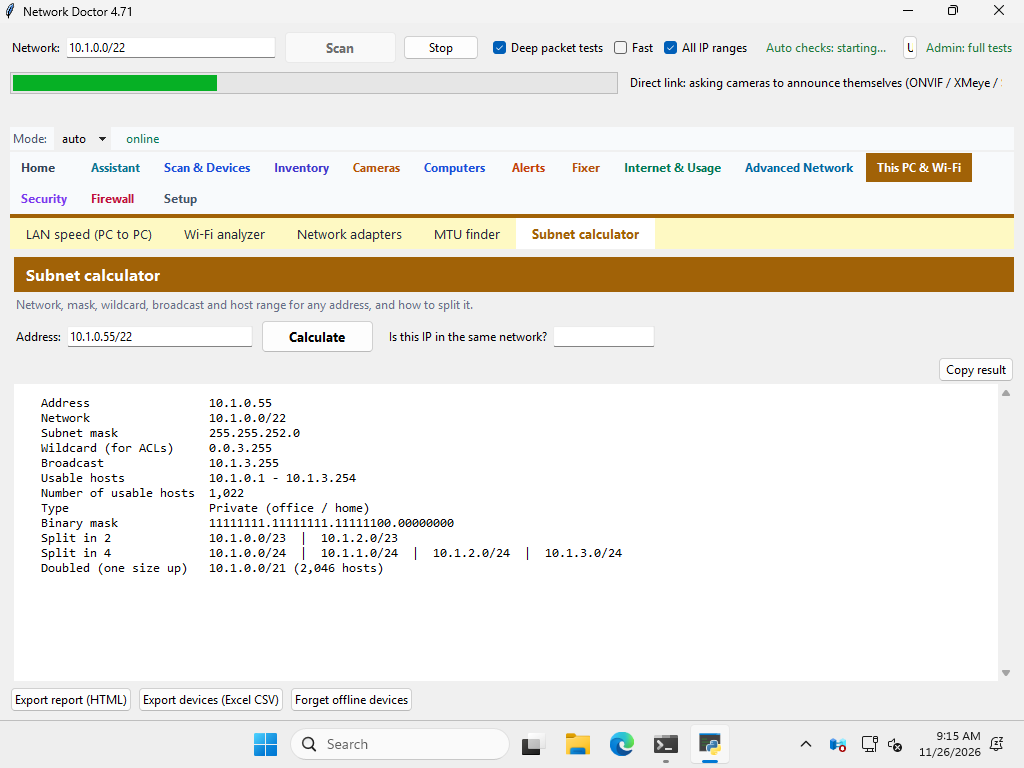 Network Doctor 4.71
Network: 10.1.0.0/22 Scan Stop Deep packet tests Fast All IP ranges Auto checks: starting... Admin: full tests
Direct link: asking cameras to announce themselves (ONVIF / XMeye /
Mode: auto online
Home Assistant Scan & Devices Inventory Cameras Computers Alerts Fixer Internet & Usage Advanced Network This PC & Wi-Fi
Security Firewall Setup
LAN speed (PC to PC) Wi-Fi analyzer Network adapters MTU finder Subnet calculator
Subnet calculator
Network, mask, wildcard, broadcast and host range for any address, and how to split it.
Address: 10.1.0.55/22 Calculate Is this IP in the same network?
Copy result
Address 10.1.0.55
Network 10.1.0.0/22
Subnet mask 255.255.252.0
Wildcard (for ACLs) 0.0.3.255
Broadcast 10.1.3.255
Usable hosts 10.1.0.1 - 10.1.3.254
Number of usable hosts 1,022
Type Private (office / home)
Binary mask 11111111.11111111.11111100.00000000
Split in 2 10.1.0.0/23 | 10.1.2.0/23
Split in 4 10.1.0.0/24 | 10.1.1.0/24 | 10.1.2.0/24 | 10.1.3.0/24
Doubled (one size up) 10.1.0.0/21 (2,046 hosts)
Export report (HTML) Export devices (Excel CSV) Forget offline devices
Search
9:15 AM
11/26/2026